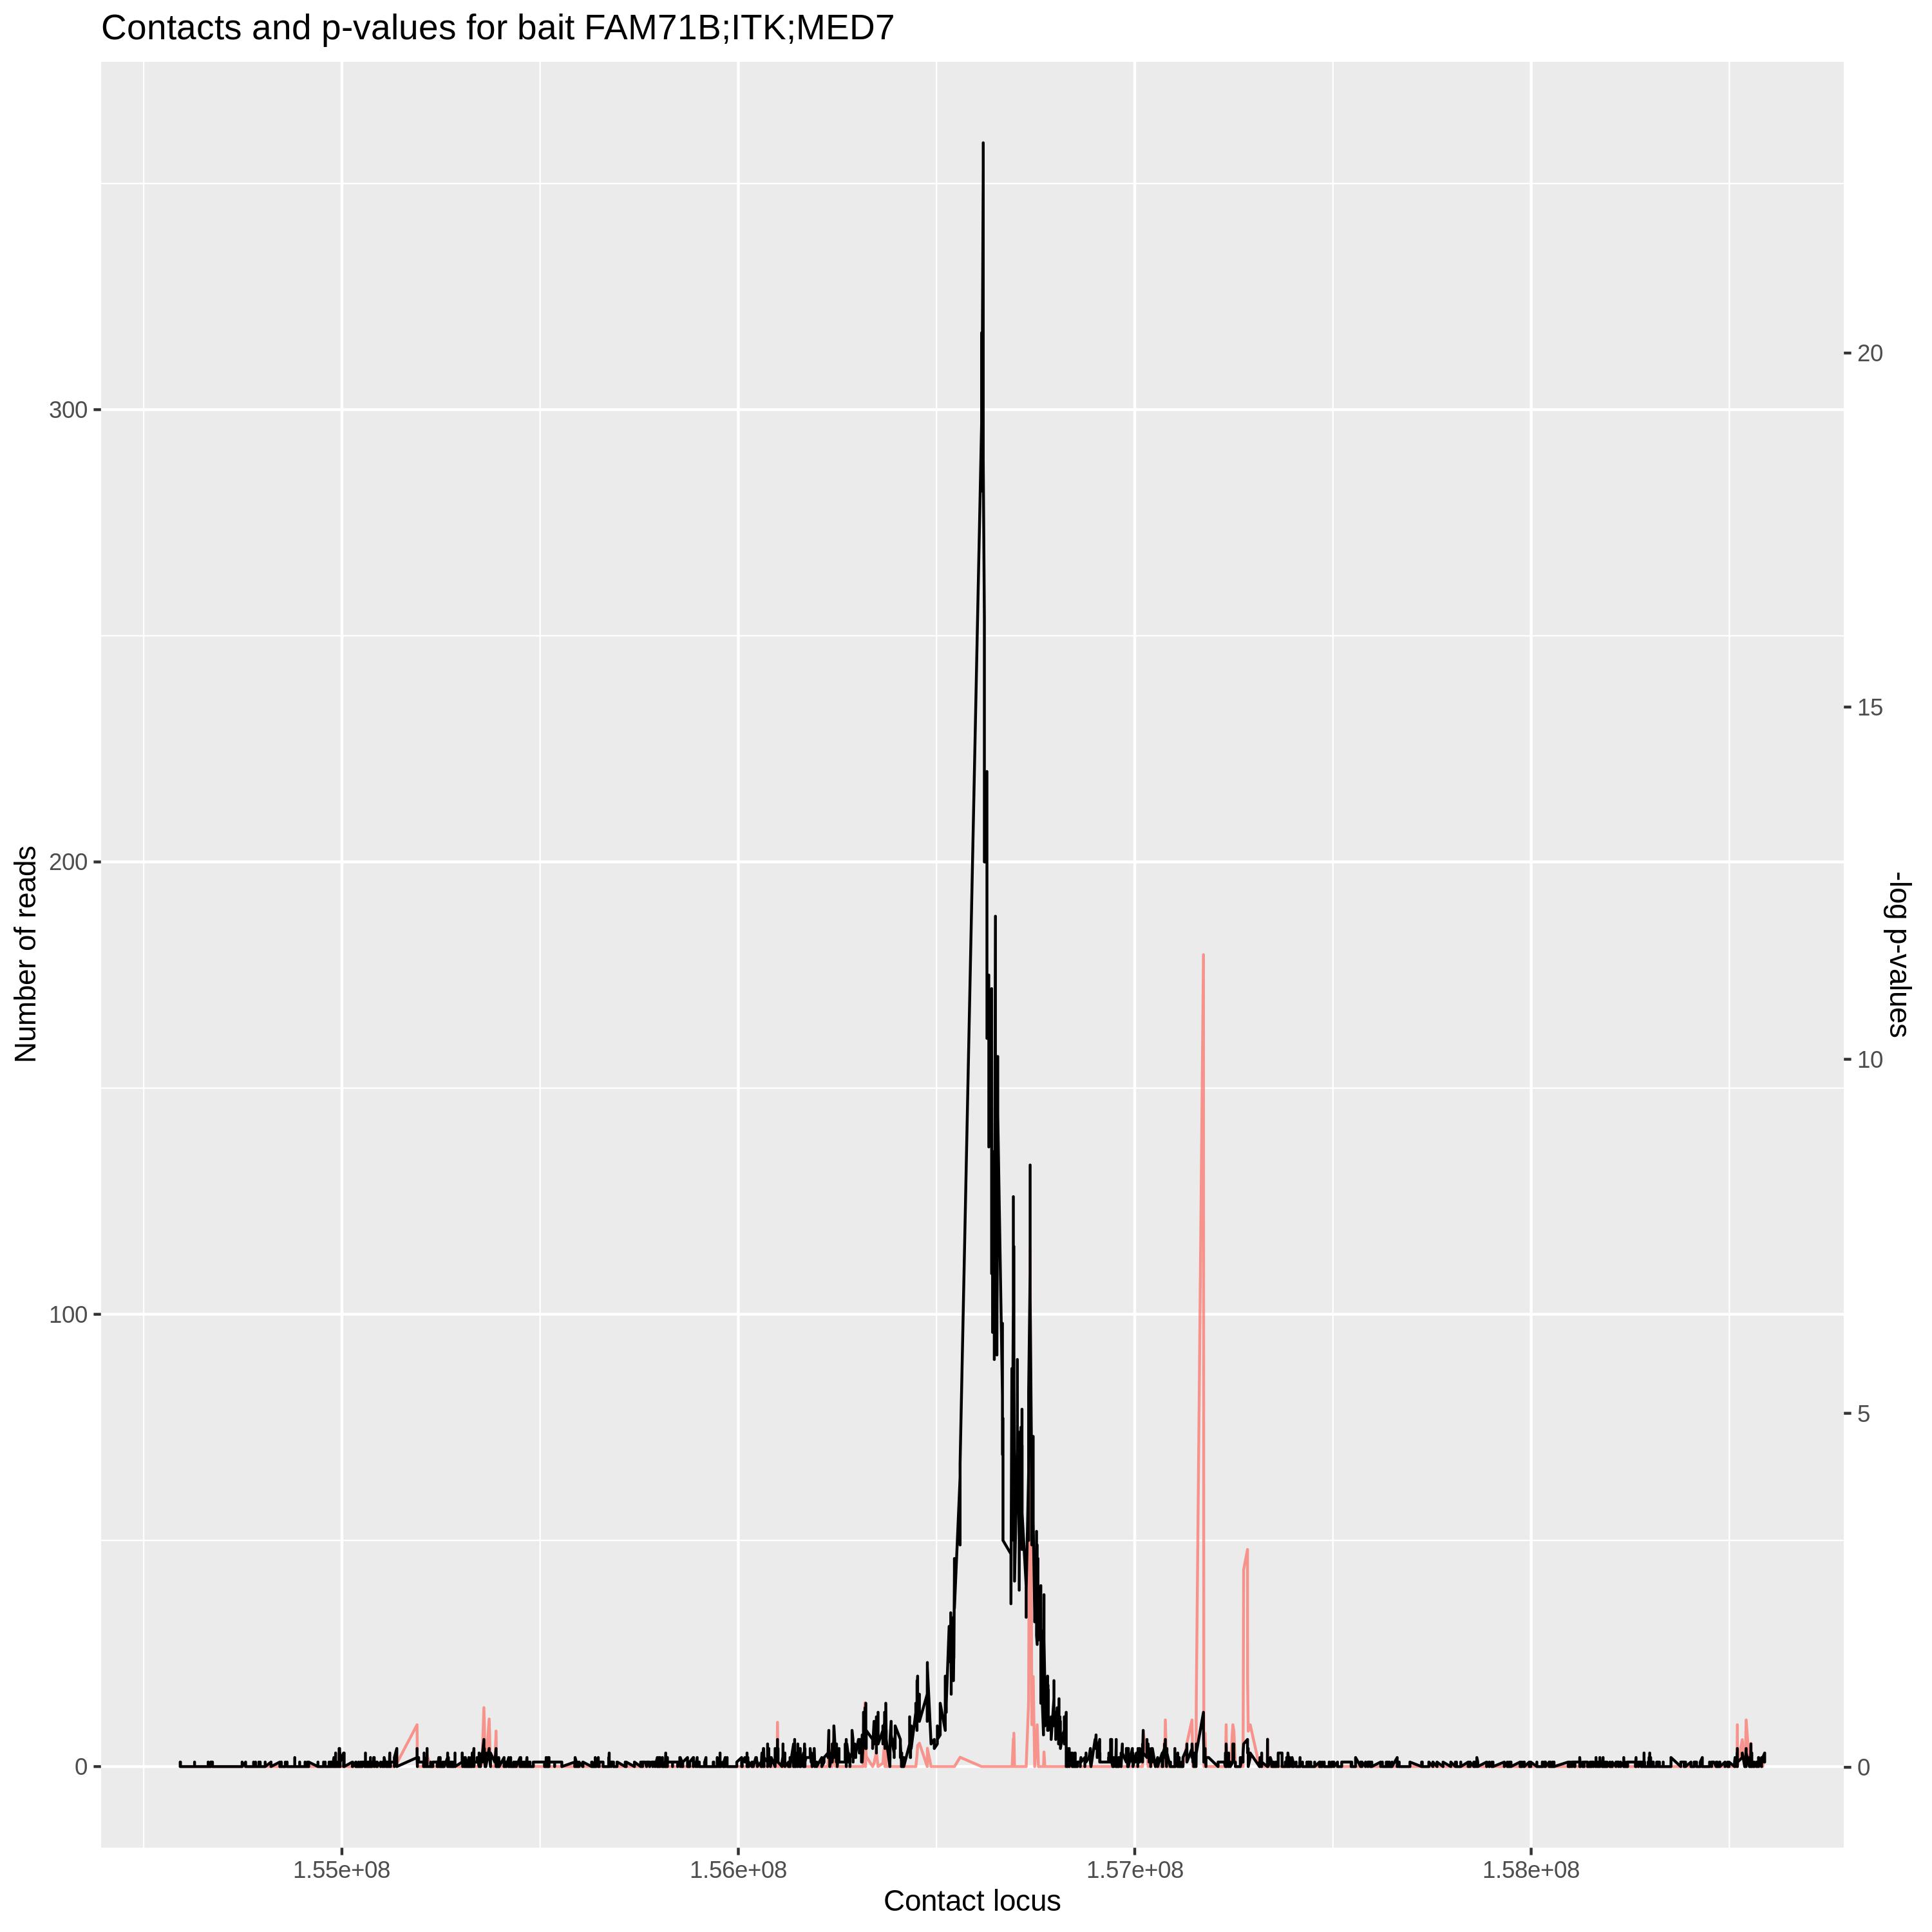 Contacts and p-values for bait FAM71B;ITK;MED7
300
200
100
0
Number of reads
20
15
10
5
0
-log p-values
1.55e+08 1.56e+08 1.57e+08 1.58e+08
Contact locus